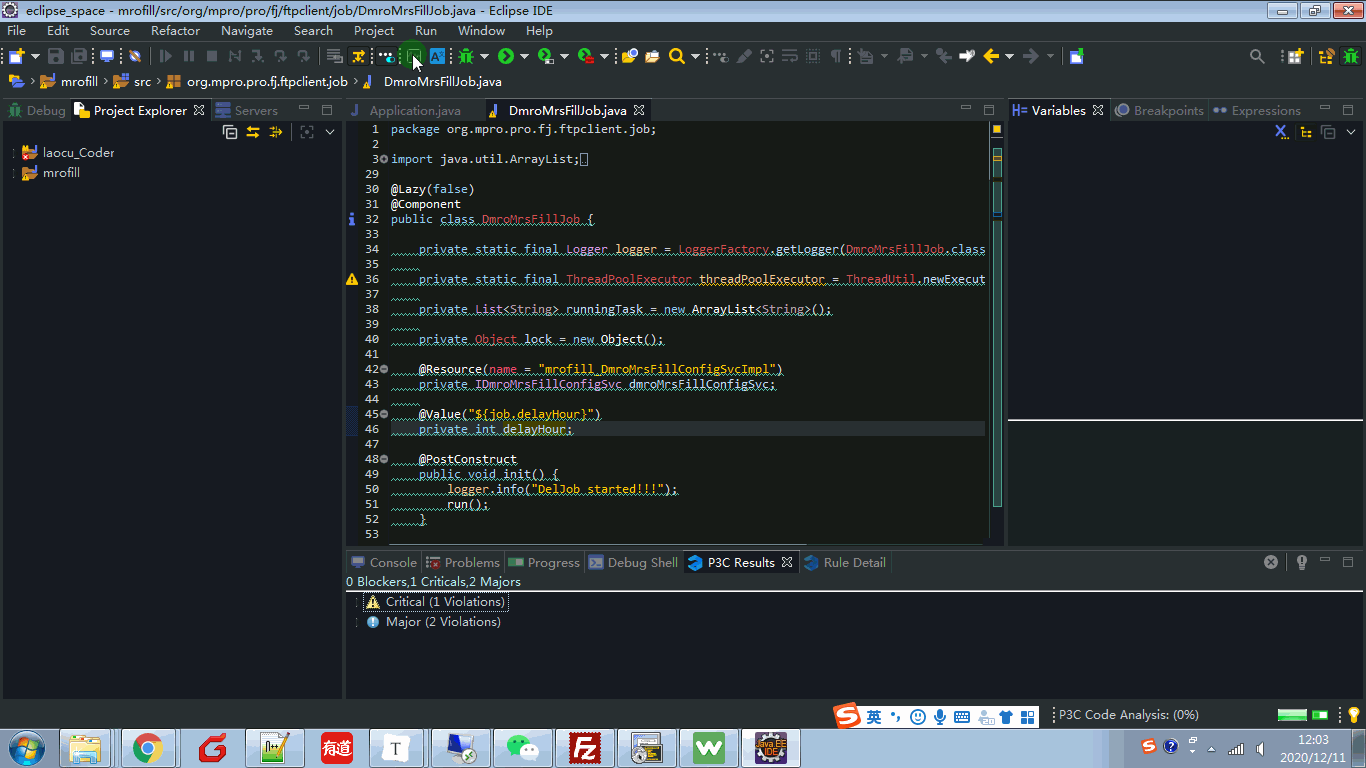 eclipse_space - mrofill/src/org/mpro/pro/fj/ftpclient/job/DmroMrsFillJob.java - Eclipse IDE
File Edit Source Refactor Navigate Search Project Run Window Help
mrofill src org.mpro.pro.fj.ftpclient.job DmroMrsFillJob.java
Debug Project Explorer Servers
Application.java DmroMrsFillJob.java
Variables Breakpoints Expressions
laocu_Coder
mrofill
1 package org.mpro.pro.fj.ftpclient.job;
2
3 import java.util.ArrayList;
29
30 @Lazy(false)
31 @Component
32 public class DmroMrsFillJob {
33
34 private static final Logger logger = LoggerFactory.getLogger(DmroMrsFillJob.class
35
36 private static final ThreadPoolExecutor threadPoolExecutor = ThreadUtil.newExecut
37
38 private List<String> runningTask = new ArrayList<String>();
39
40 private Object lock = new Object();
41
42 @Resource(name = "mrofill_DmroMrsFillConfigSvcImpl")
43 private IDmroMrsFillConfigSvc dmroMrsFillConfigSvc;
44
45 @Value("${job.delayHour}")
46 private int delayHour;
47
48 @PostConstruct
49 public void init() {
50 logger.info("DelJob started!!!");
51 run();
52 }
53
Console Problems Progress Debug Shell P3C Results Rule Detail
0 Blockers,1 Criticals,2 Majors
Critical (1 Violations)
Major (2 Violations)
英
P3C Code Analysis: (0%)
有道
T
Java EE
IDE
12:03
2020/12/11